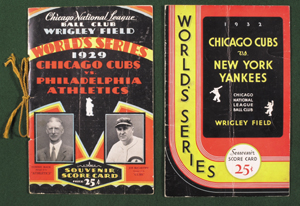 Chicago National League
BALL CLUB
WRIGLEY FIELD
WORLD'S SERIES
1929
CHICAGO CUBS
VS.
PHILADELPHIA
ATHLETICS
SOUVENIR
SCORE CARD
PRICE 25¢
1932
CHICAGO CUBS
vs
NEW YORK
YANKEES
CHICAGO
NATIONAL
LEAGUE
BALL CLUB
WRIGLEY FIELD
WORLD'S SERIES
Souvenir
SCORE CARD
25¢